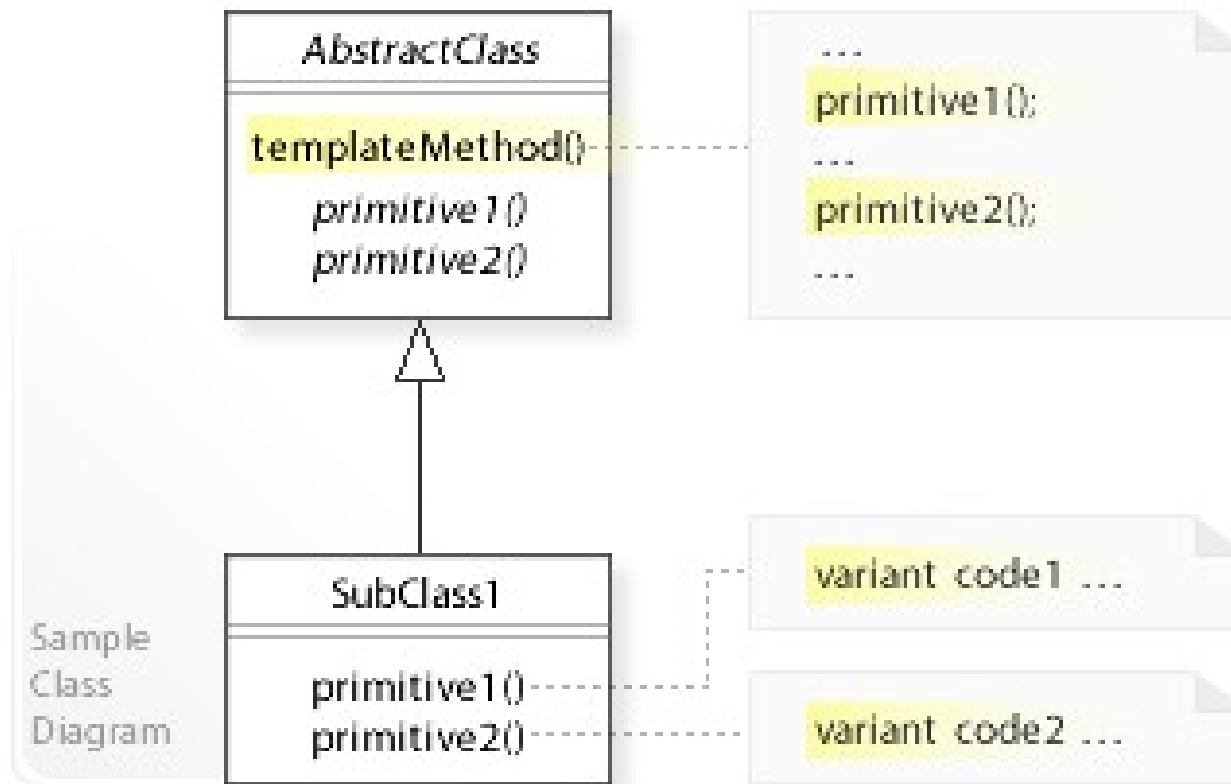 AbstractClass
templateMethod()
primitive1()
primitive2()
...
primitive1();
...
primitive2();
...
SubClass1
primitive1()
primitive2()
variant code1 ...
variant code2 ...
Sample
Class
Diagram